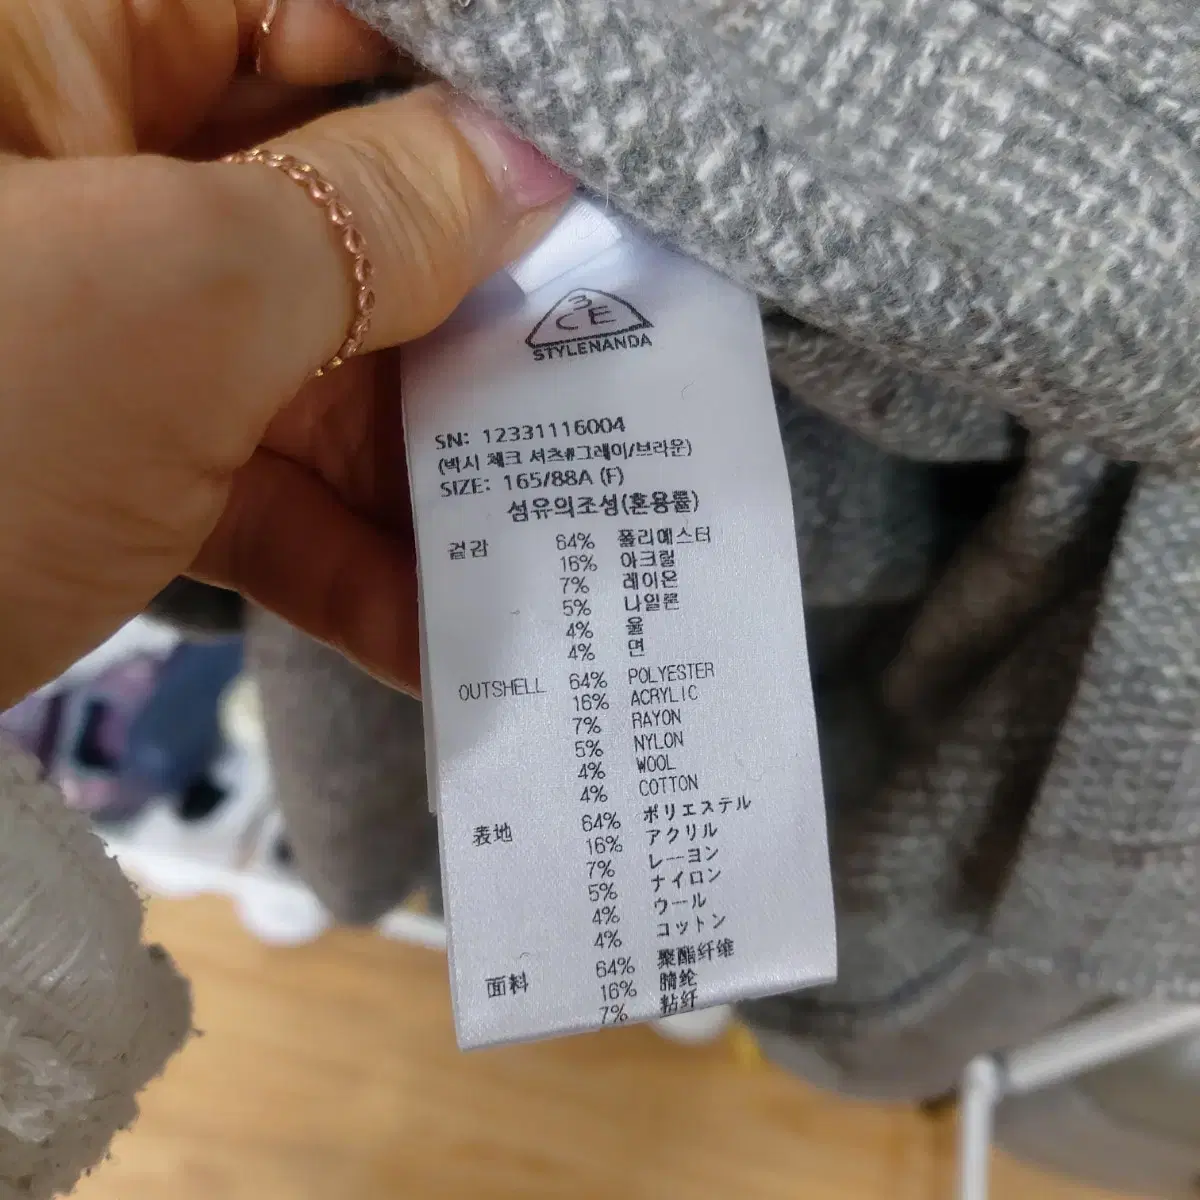 3
CE
STYLENANDA
SN: 12331116004
(박시 체크 셔츠#그레이/브라운)
SIZE: 165/88A (F)
섬유의조성(혼용률)
겉감 64% 폴리에스터
16% 아크릴
7% 레이온
5% 나일론
4% 울
4% 면
OUTSHELL 64% POLYESTER
16% ACRYLIC
7% RAYON
5% NYLON
4% WOOL
4% COTTON
表地 64% ポリエステル
16% アクリル
7% レーヨン
5% ナイロン
4% ウール
4% コットン
面料 64% 聚酯纤维
16% 腈纶
7% 粘纤